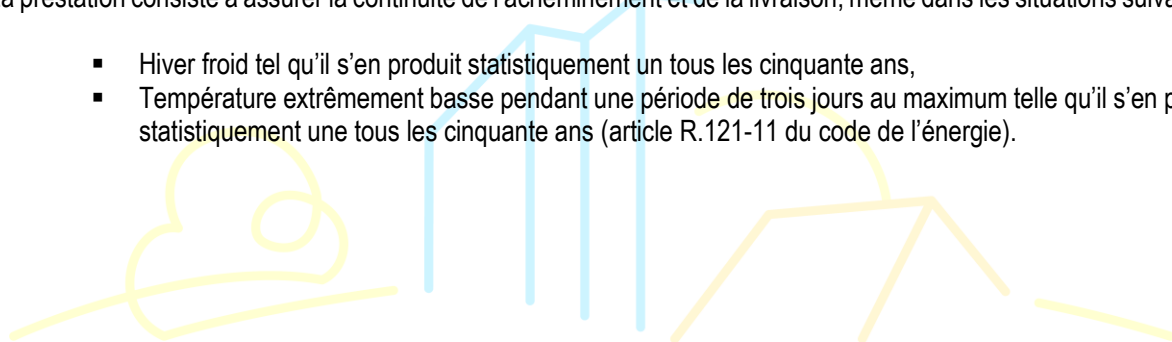 a prestation consiste à assurer la continuité de l'acheminement et de la livraison, même dans les situations suiva
▪ Hiver froid tel qu'il s'en produit statistiquement un tous les cinquante ans,
▪ Température extrêmement basse pendant une période de trois jours au maximum telle qu'il s'en p
statistiquement une tous les cinquante ans (article R.121-11 du code de l'énergie).